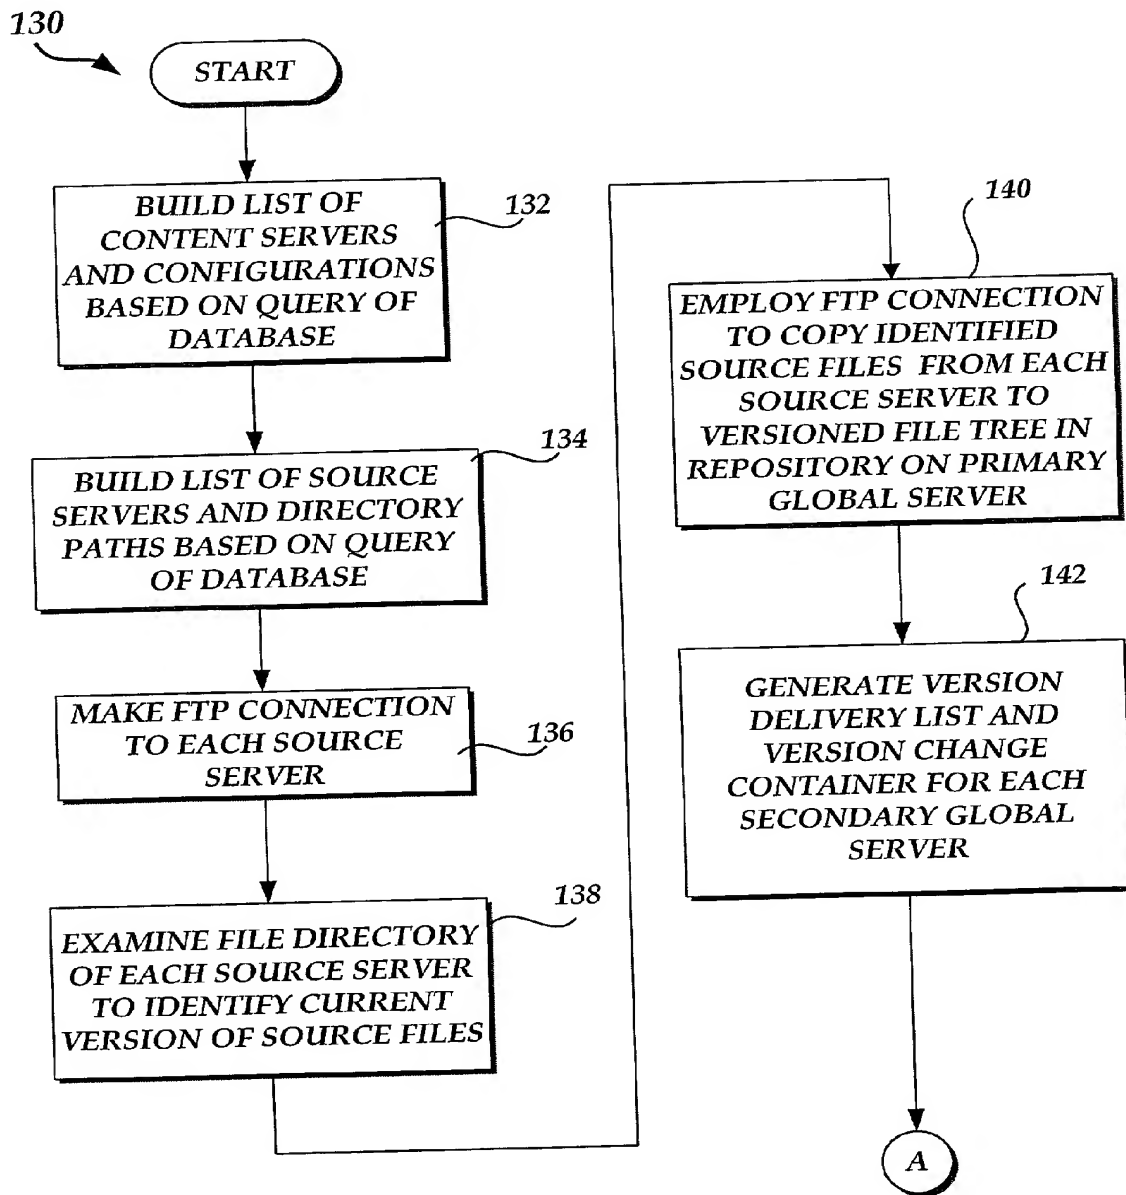 130
START
BUILD LIST OF
CONTENT SERVERS
AND CONFIGURATIONS
BASED ON QUERY OF
DATABASE
132
BUILD LIST OF SOURCE
SERVERS AND DIRECTORY
PATHS BASED ON QUERY
OF DATABASE
134
MAKE FTP CONNECTION
TO EACH SOURCE
SERVER
136
EXAMINE FILE DIRECTORY
OF EACH SOURCE SERVER
TO IDENTIFY CURRENT
VERSION OF SOURCE FILES
138
140
EMPLOY FTP CONNECTION
TO COPY IDENTIFIED
SOURCE FILES FROM EACH
SOURCE SERVER TO
VERSIONED FILE TREE IN
REPOSITORY ON PRIMARY
GLOBAL SERVER
142
GENERATE VERSION
DELIVERY LIST AND
VERSION CHANGE
CONTAINER FOR EACH
SECONDARY GLOBAL
SERVER
A